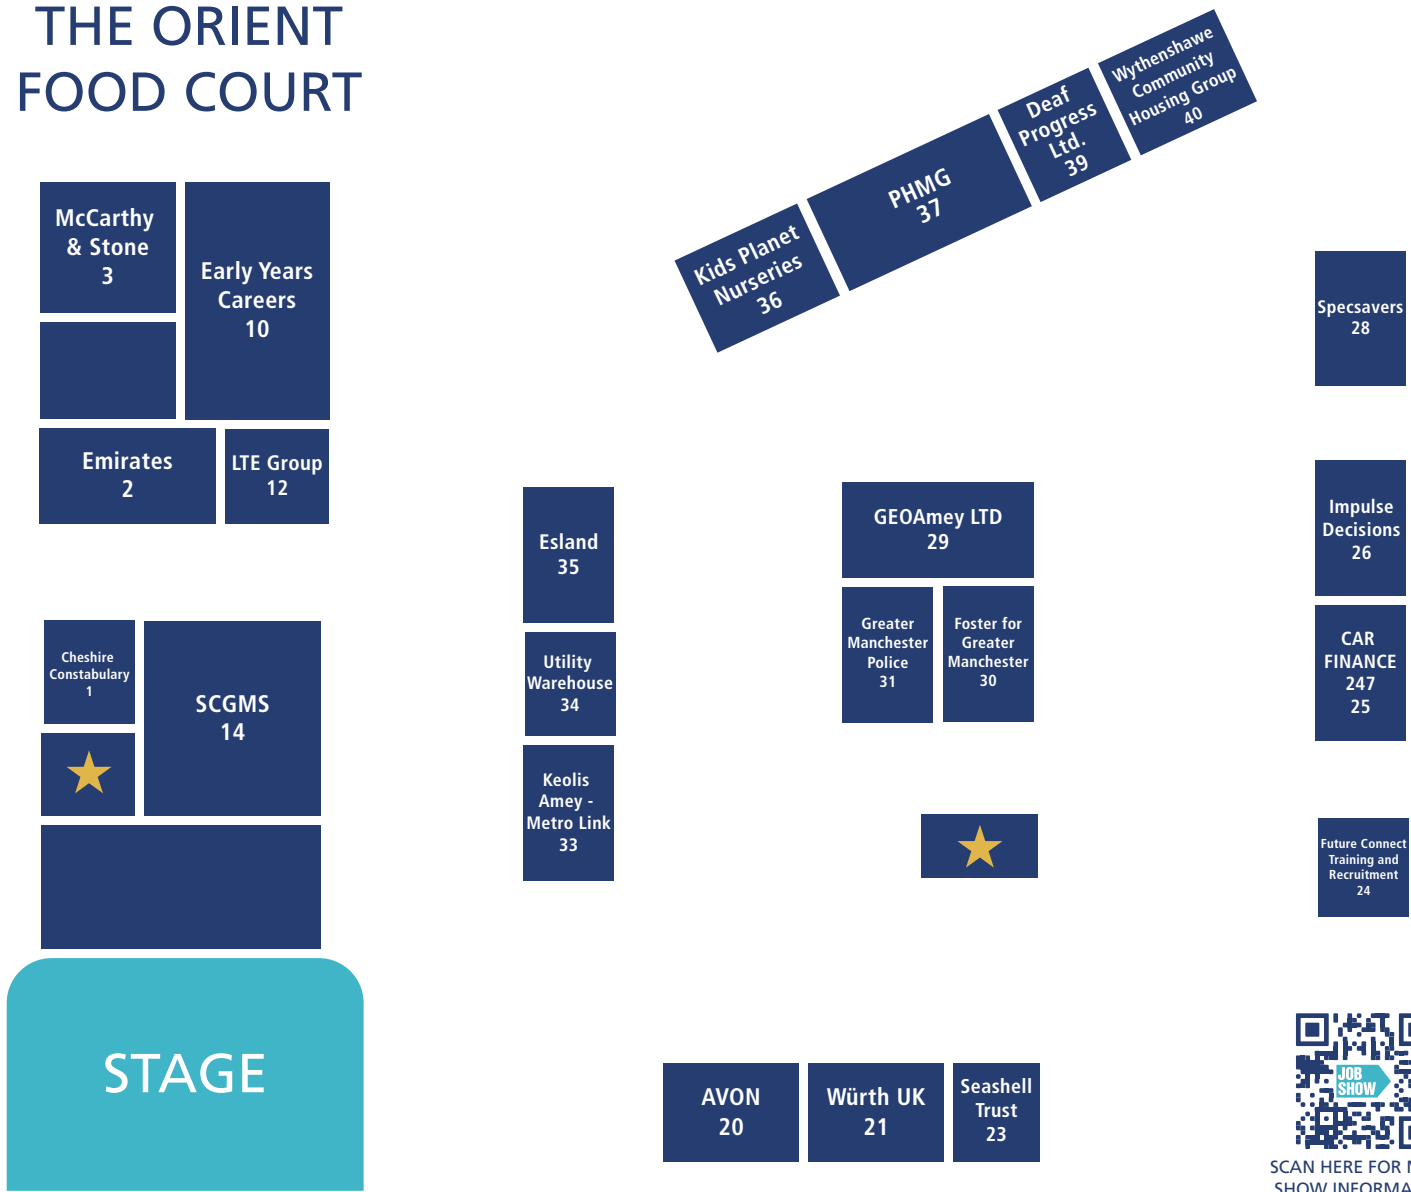 THE ORIENT
FOOD COURT
McCarthy
& Stone
3
Early Years
Careers
10
Emirates
2
LTE Group
12
Cheshire
Constabulary
1
SCGMS
14
STAGE
Esland
35
Utility
Warehouse
34
Keolis
Amey -
Metro Link
33
Kids Planet
Nurseries
36
PHMG
37
Deaf
Progress
Ltd.
39
Wythenshawe
Community
Housing Group
40
GEOAmey LTD
29
Greater
Manchester
Police
31
Foster for
Greater
Manchester
30
AVON
20
Würth UK
21
Seashell
Trust
23
Specsavers
28
Impulse
Decisions
26
CAR
FINANCE
247
25
Future Connect
Training and
Recruitment
24
JOB
SHOW
SCAN HERE FOR
SHOW